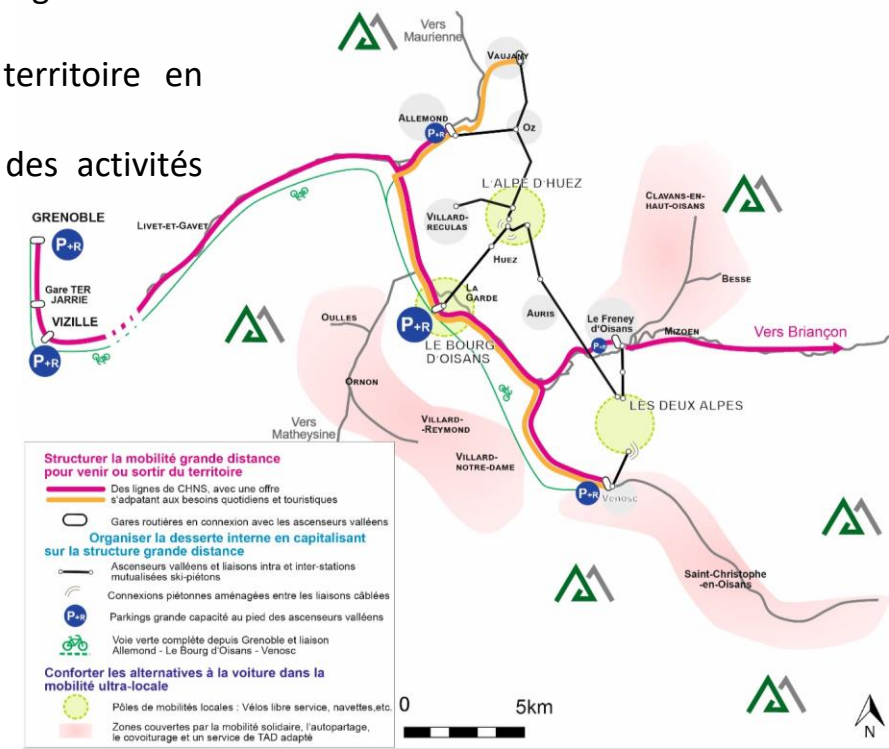 territoire en
des activités
Vers
Maurienne
VAUJANY
ALLEMOND
P+R
OZ
L'ALPE D'HUEZ
CLAVANS-EN-
HAUT-OISANS
GRENOBLE
P+R
LIVET-ET-GAVET
VILLARD-
RECULAS
HUEZ
BESSE
Gare TER
JARRIE
VIZILLE
P+R
LA
GARDE
AURIS
Le Freney
d'Oisans
P+R
MIZOEN
Vers Briançon
OULLES
P+R
LE BOURG
D'OISANS
ORNON
LES DEUX ALPES
Vers
Matheysine
VILLARD-
-REYMOND
VILLARD-
NOTRE-DAME
P+R
Venosc
Saint-Christophe
-en-Oisans
Structurer la mobilité grande distance
pour venir ou sortir du territoire
Des lignes de CHNS, avec une offre
s'adpatant aux besoins quotidiens et touristiques
Gares routières en connexion avec les ascenseurs valléens
Organiser la desserte interne en capitalisant
sur la structure grande distance
Ascenseurs valléens et liaisons intra et inter-stations
mutualisées ski-piéton
Connexions piétonnes aménagées entre les liaisons câblées
P+R
Parkings grande capacité au pied des ascenseurs valléens
Voie verte complète depuis Grenoble et liaison
Allemond - Le Bourg d'Oisans - Venosc
Conforter les alternatives à la voiture dans la
mobilité ultra-locale
Pôles de mobilités locales : Vélos libre service, navettes,etc.
Zones couvertes par la mobilité solidaire, l'autopartage,
le covoiturage et un service de TAD adapté
0 5km
N